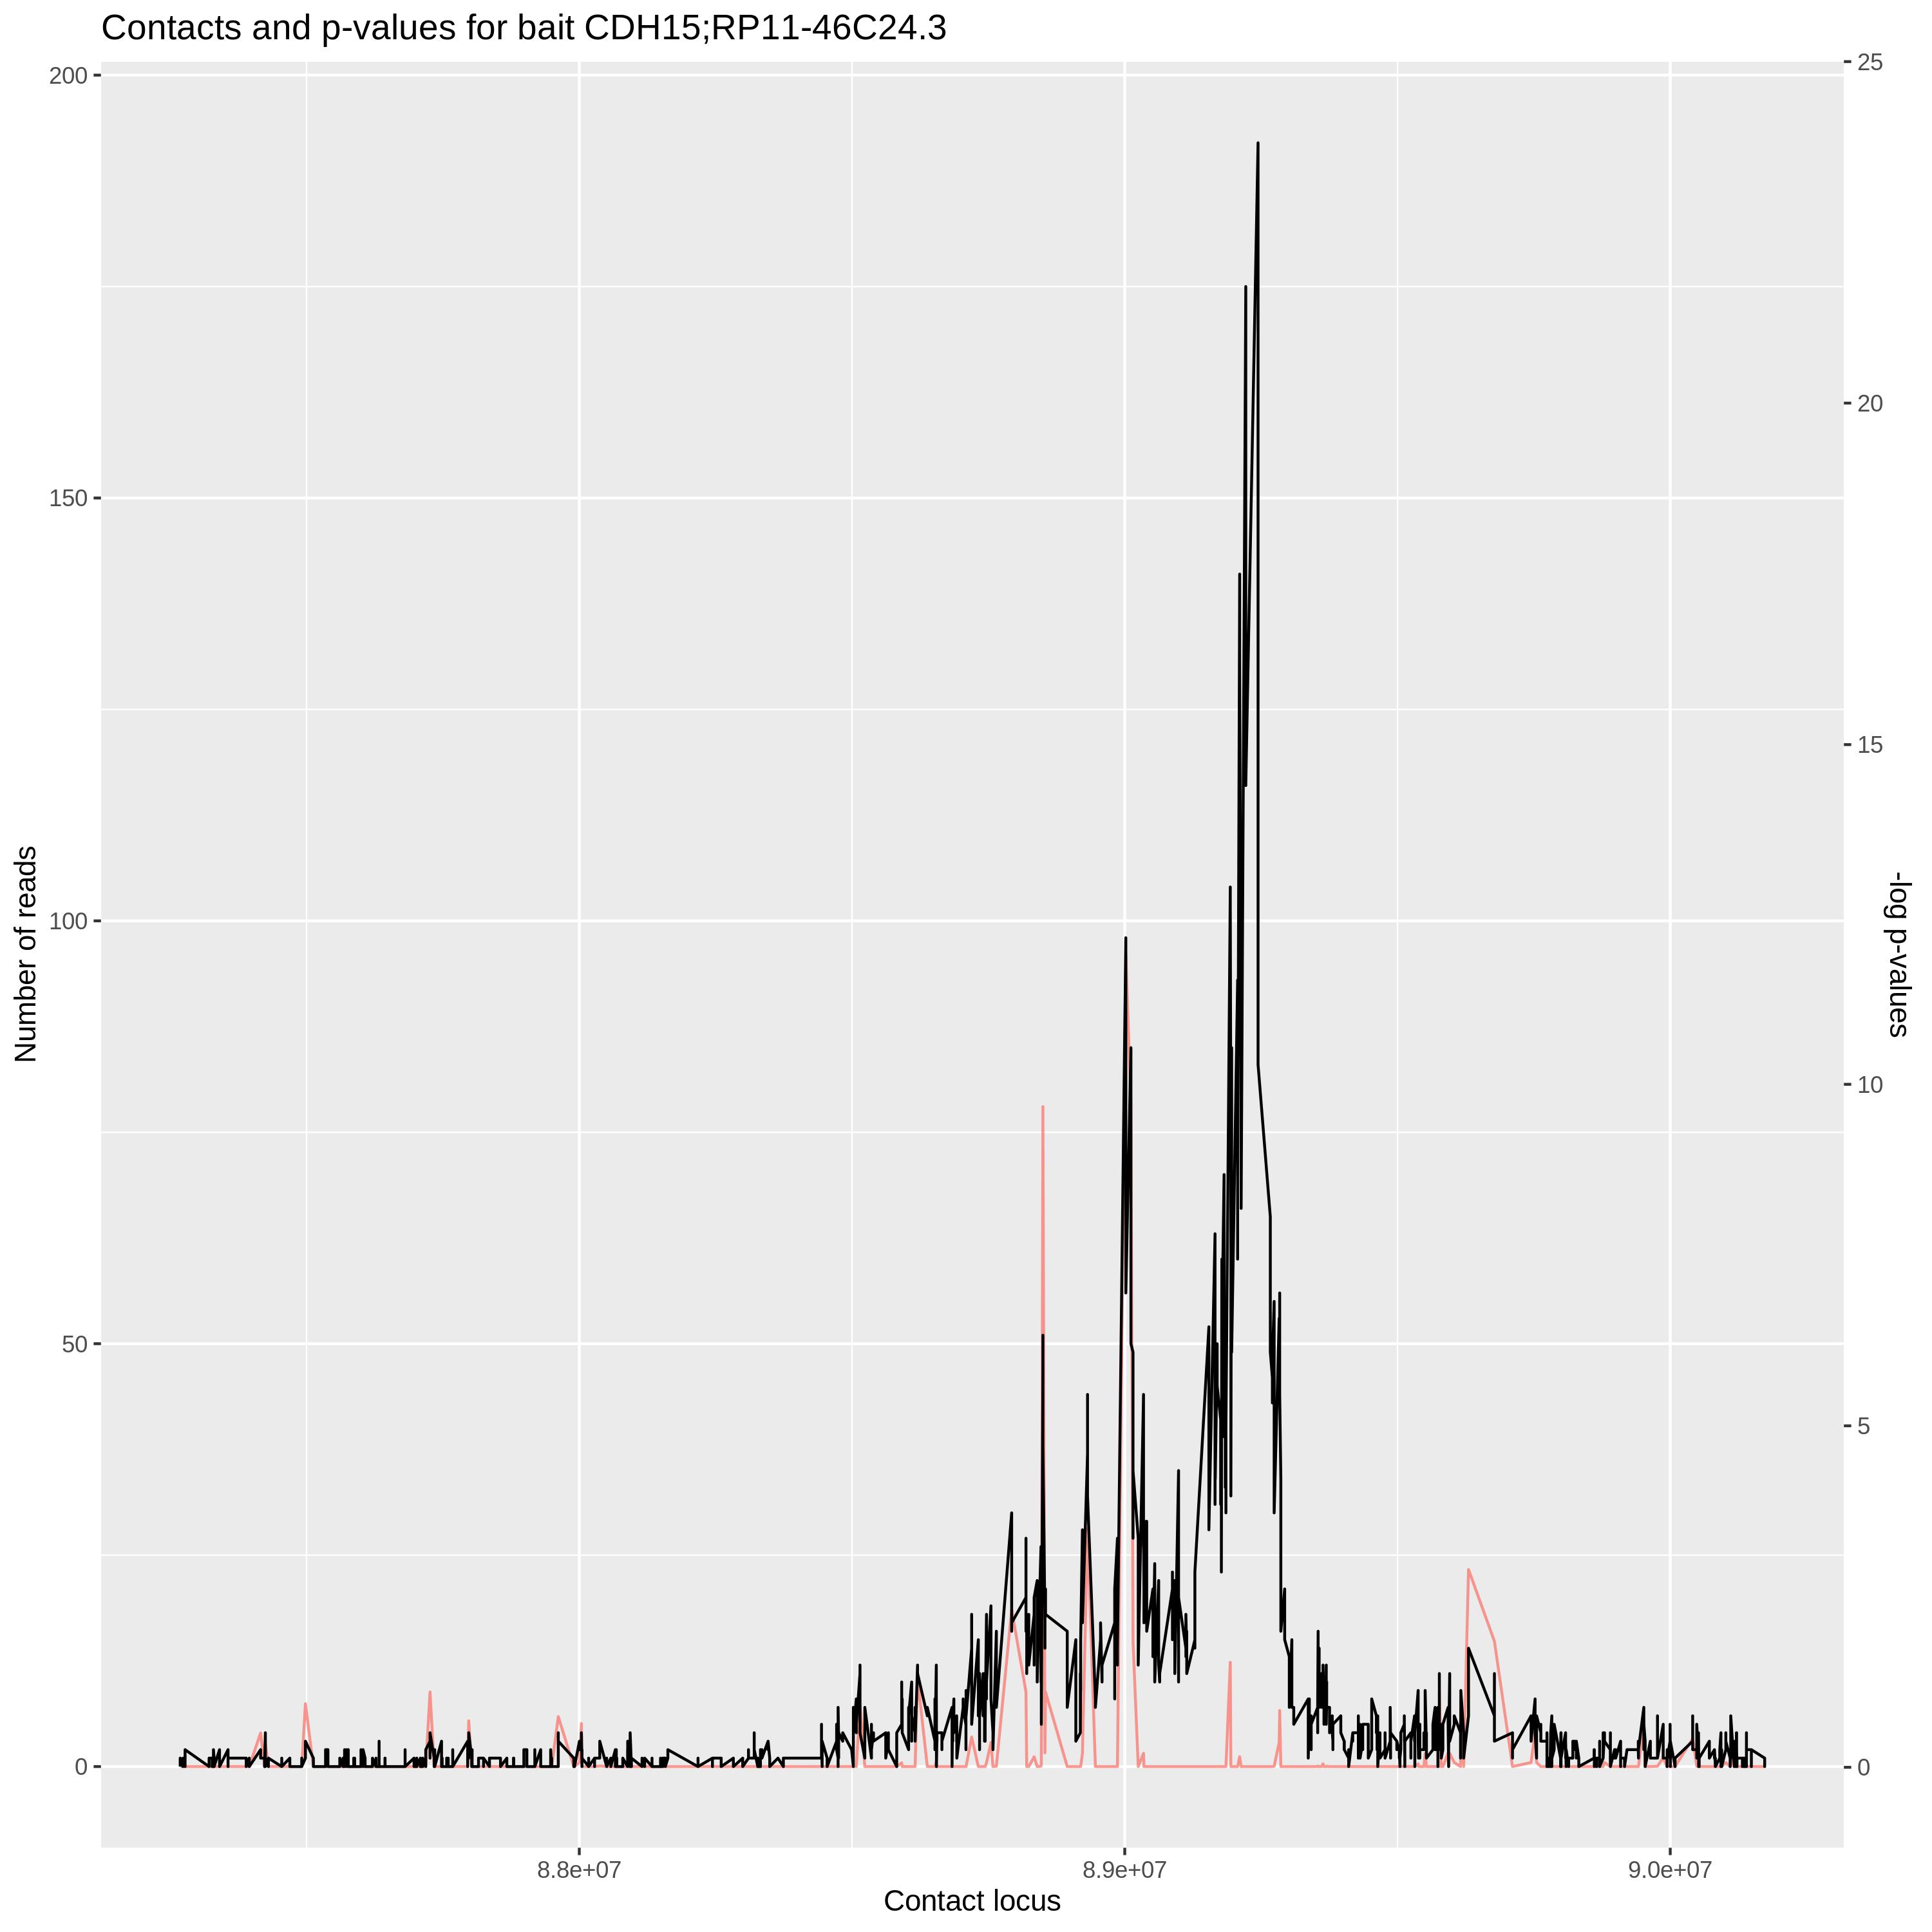 Contacts and p-values for bait CDH15;RP11-46C24.3
200
150
100
50
0
25
20
15
10
5
0
Number of reads
-log p-values
8.8e+07
8.9e+07
9.0e+07
Contact locus